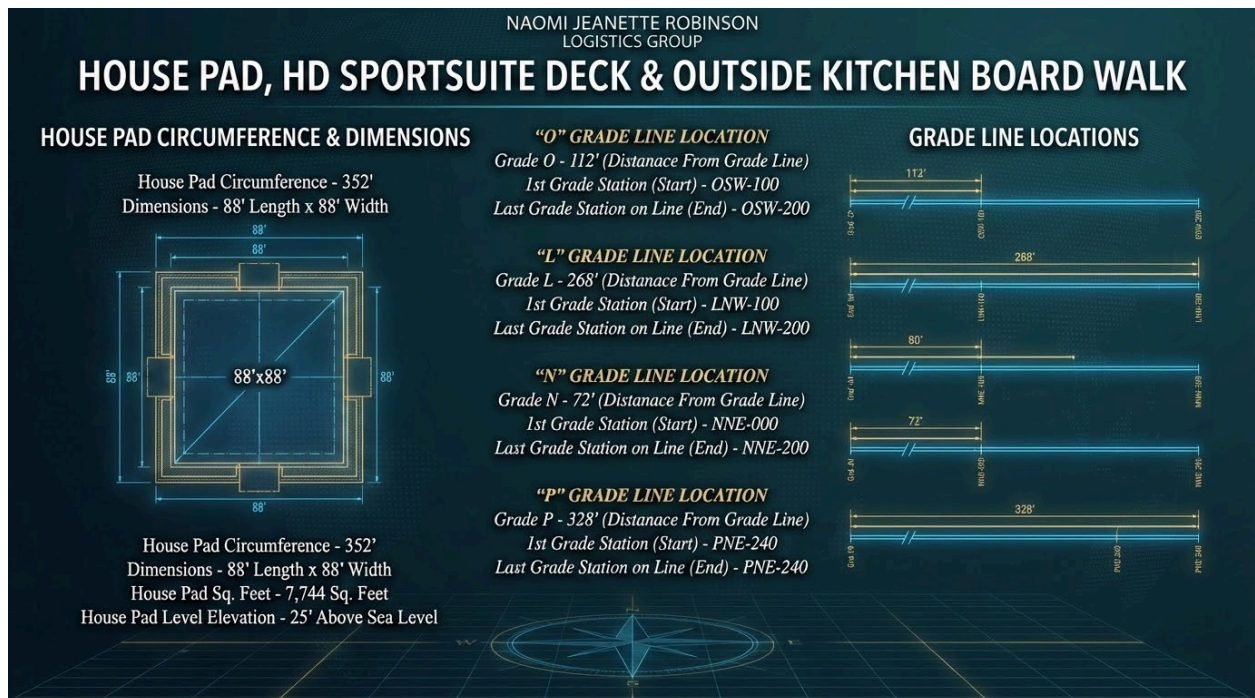 NAOMI JEANETTE ROBINSON
LOGISTICS GROUP
HOUSE PAD, HD SPORTSUITE DECK & OUTSIDE KITCHEN BOARD WALK
HOUSE PAD CIRCUMFERENCE & DIMENSIONS
House Pad Circumference - 352'
Dimensions - 88' Length x 88' Width
88'
88'
88'
88'
88'x88'
88'
88'
House Pad Circumference - 352'
Dimensions - 88' Length x 88' Width
House Pad Sq. Feet - 7,744 Sq. Feet
House Pad Level Elevation - 25' Above Sea Level
"O" GRADE LINE LOCATION
Grade O - 112' (Distanace From Grade Line)
1st Grade Station (Start) - OSW-100
Last Grade Station on Line (End) - OSW-200
"L" GRADE LINE LOCATION
Grade L - 268' (Distanace From Grade Line)
1st Grade Station (Start) - LNW-100
Last Grade Station on Line (End) - LNW-200
"N" GRADE LINE LOCATION
Grade N - 72' (Distanace From Grade Line)
1st Grade Station (Start) - NNE-000
Last Grade Station on Line (End) - NNE-200
"P" GRADE LINE LOCATION
Grade P - 328' (Distanace From Grade Line)
1st Grade Station (Start) - PNE-240
Last Grade Station on Line (End) - PNE-240
GRADE LINE LOCATIONS
112'
268'
80'
72'
328'
W
E